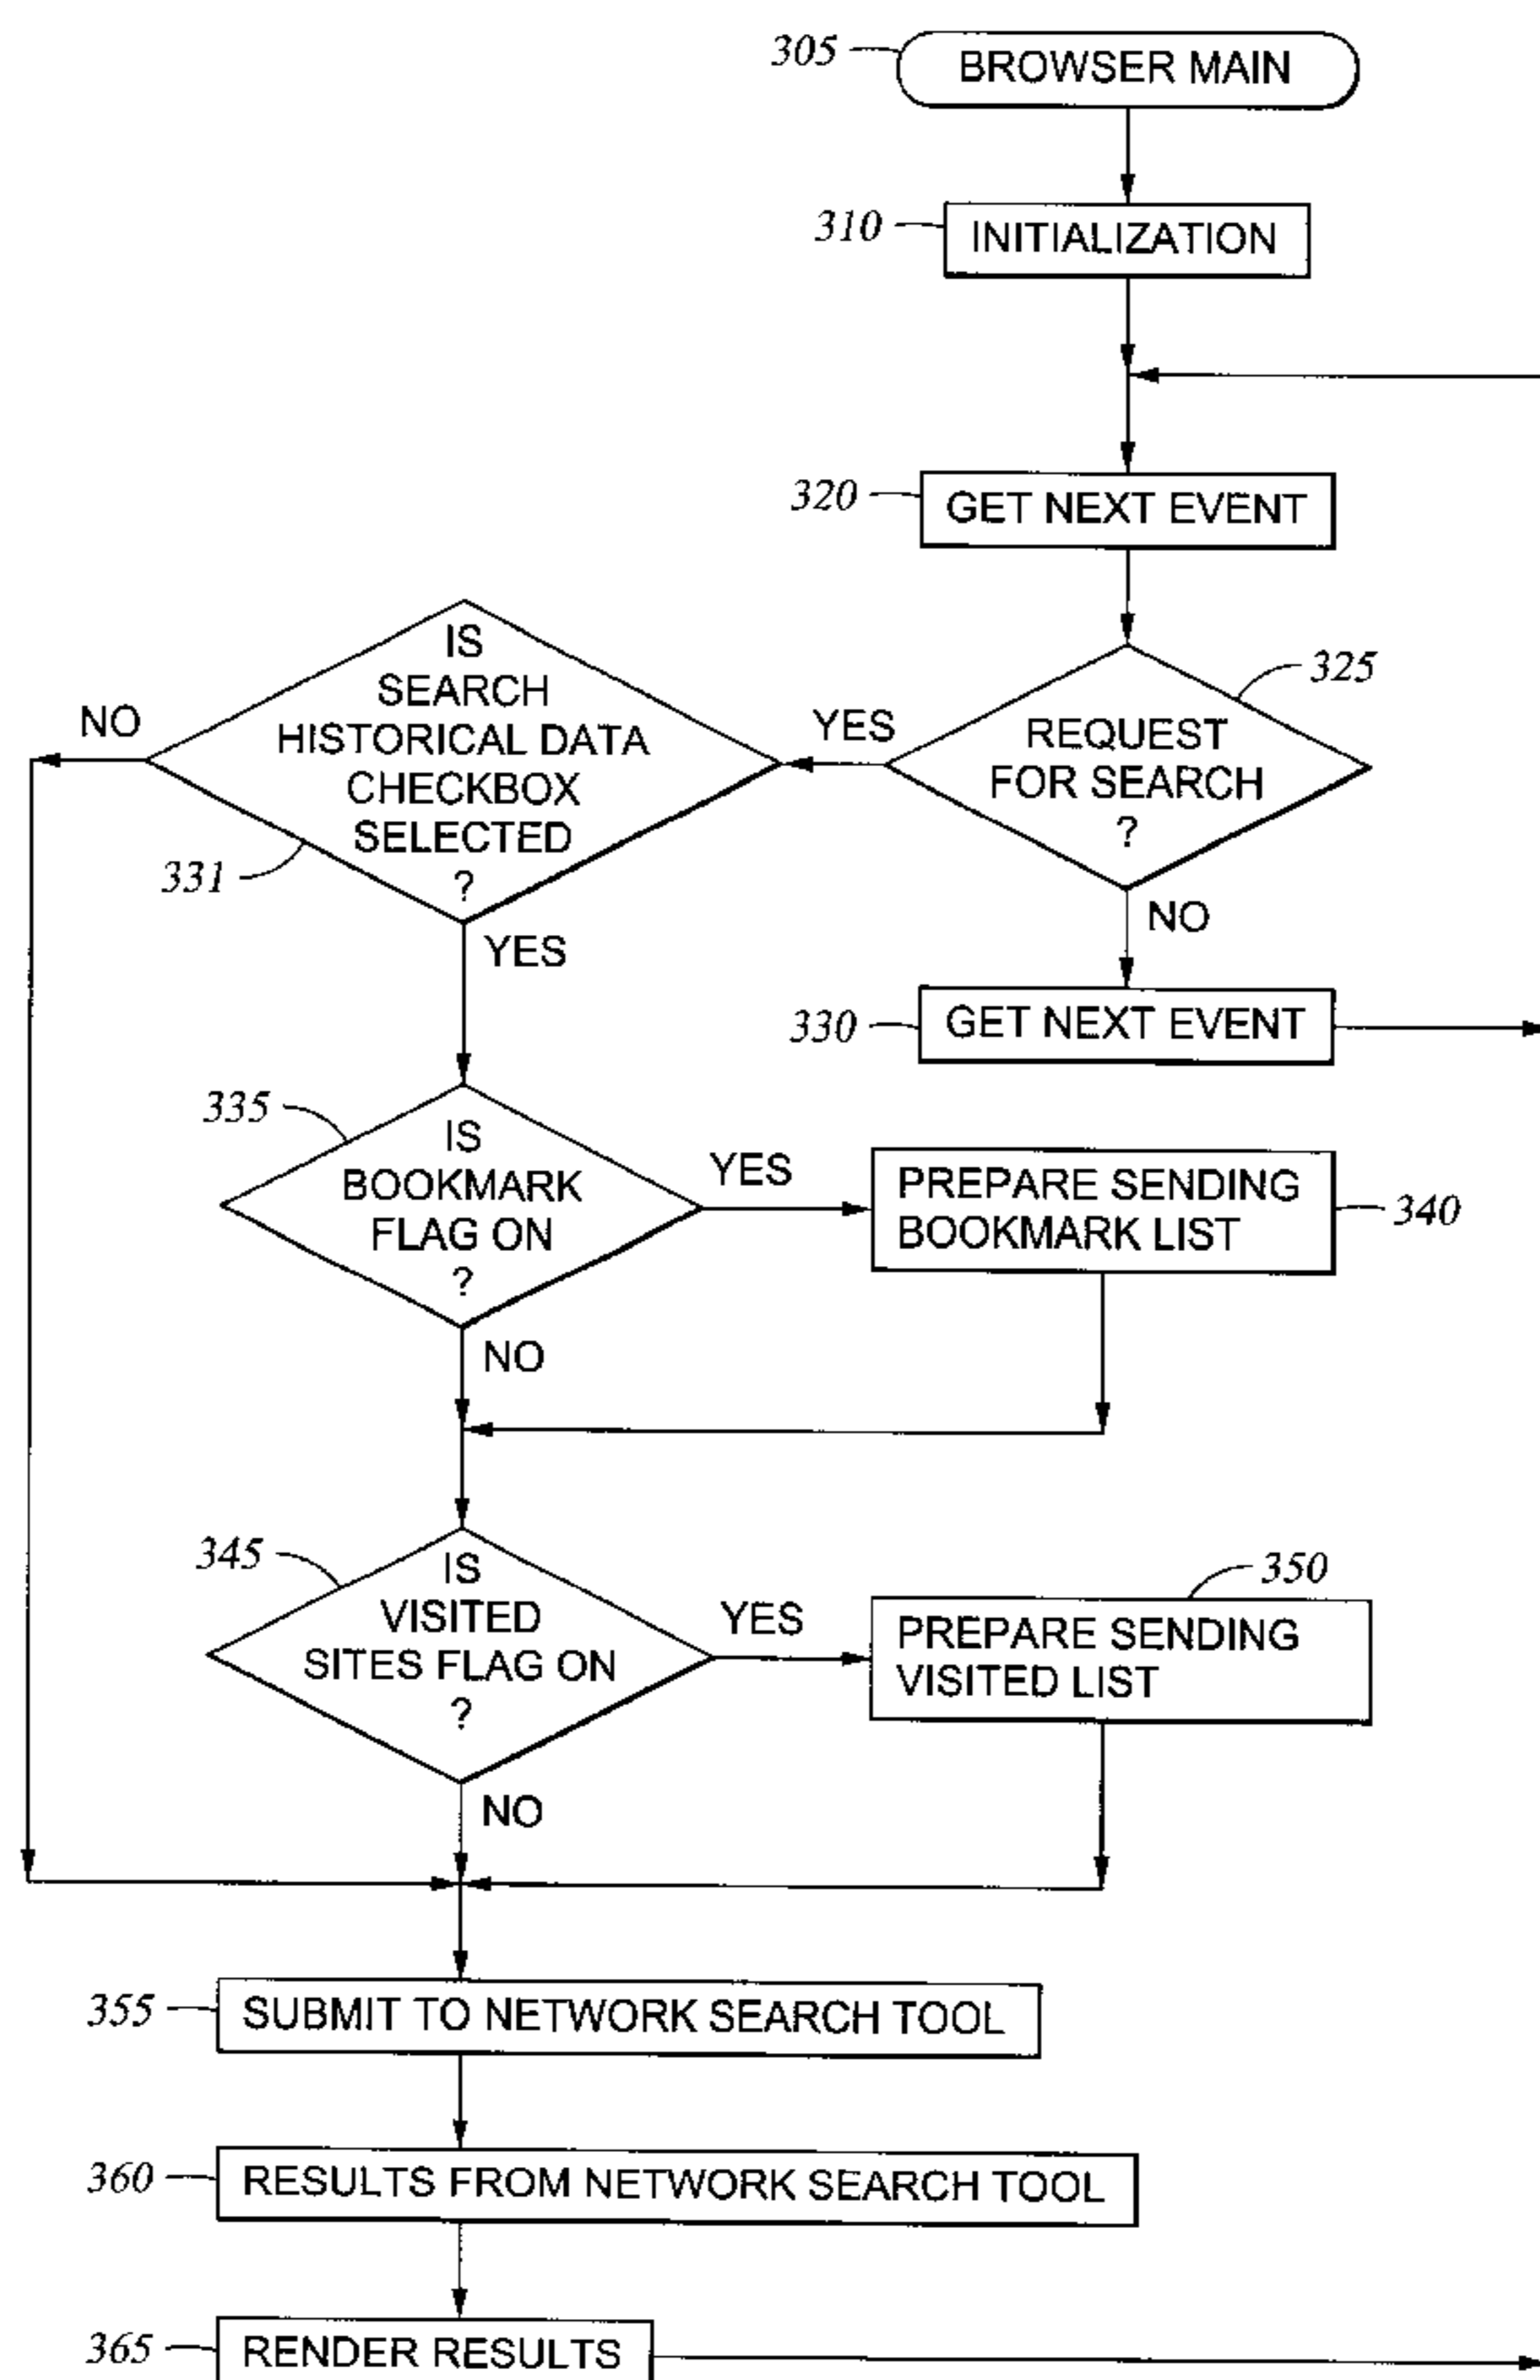 305
BROWSER MAIN
310
INITIALIZATION
320
GET NEXT EVENT
325
REQUEST
FOR SEARCH
?
YES
NO
IS
SEARCH
HISTORICAL DATA
CHECKBOX
SELECTED
?
331
NO
YES
330
GET NEXT EVENT
335
IS
BOOKMARK
FLAG ON
?
YES
PREPARE SENDING
BOOKMARK LIST
340
NO
345
IS
VISITED
SITES FLAG ON
?
YES
350
PREPARE SENDING
VISITED LIST
NO
355
SUBMIT TO NETWORK SEARCH TOOL
360
RESULTS FROM NETWORK SEARCH TOOL
365
RENDER RESULTS